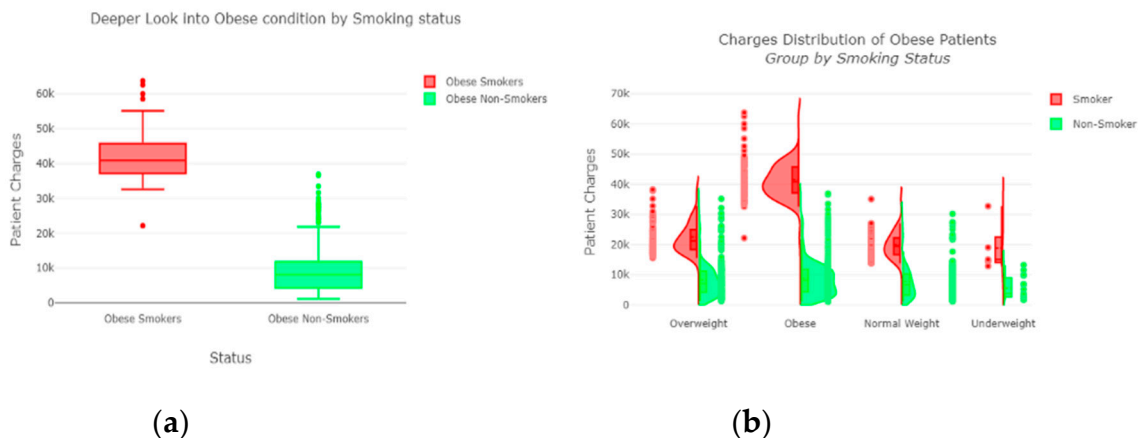 Deeper Look into Obese condition by Smoking status
Obese Smokers
Obese Non-Smokers
60k
50k
40k
30k
20k
10k
0
Patient Charges
Obese Smokers
Obese Non-Smokers
Status
(a)
Charges Distribution of Obese Patients
Group by Smoking Status
Smoker
Non-Smoker
70k
60k
50k
40k
30k
20k
10k
0
Patient Charges
Overweight
Obese
Normal Weight
Underweight
(b)